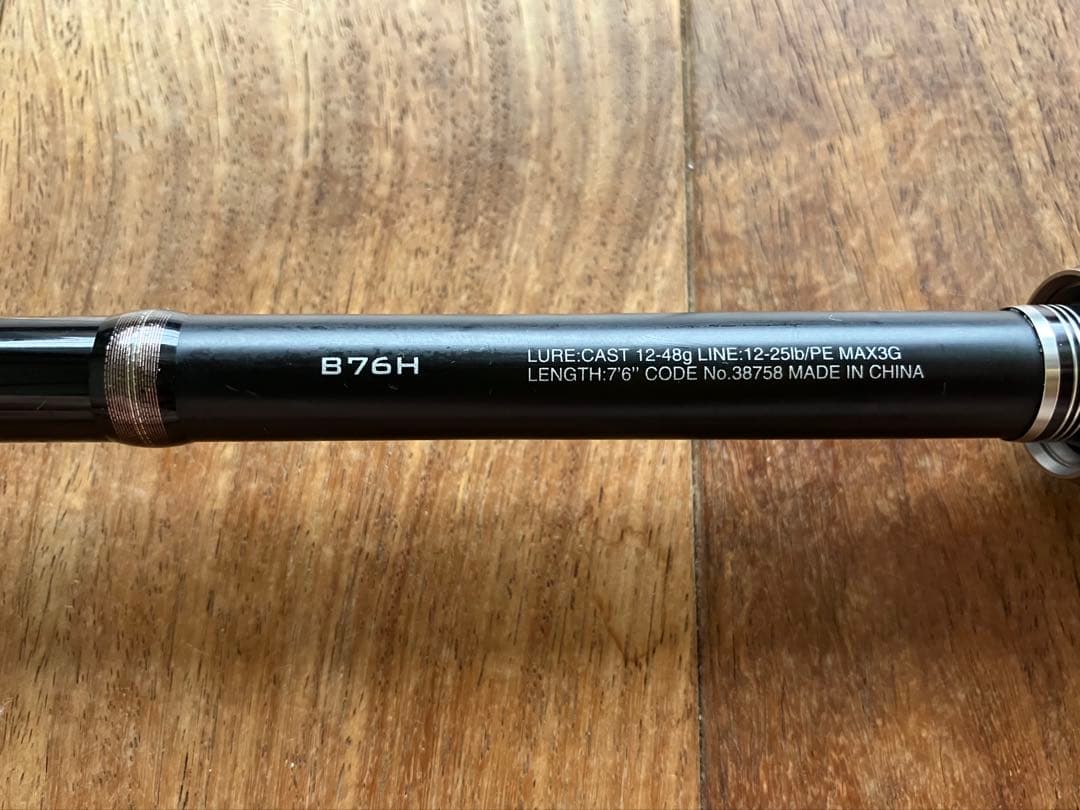 B76H
LURE:CAST 12-48g LINE:12-25lb/PE MAX3G
LENGTH:7'6" CODE No.38758 MADE IN CHINA